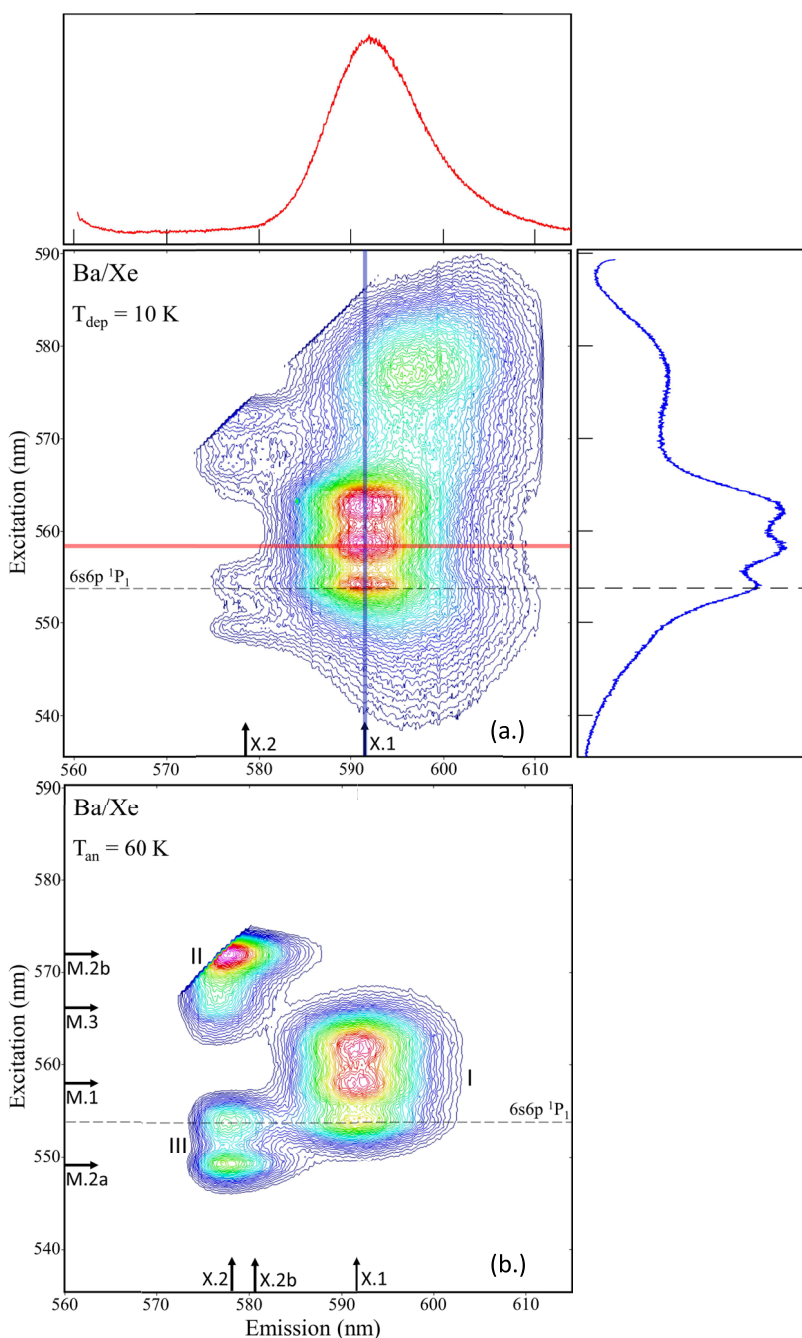 590
Ba/Xe
T_dep = 10 K
580
570
Excitation (nm)
560
6s6p ¹P₁
550
540
(a.)
X.2
X.1
560
570
580
590
600
610
590
Ba/Xe
T_an = 60 K
580
II
M.2b
570
M.3
Excitation (nm)
560
M.1
I
6s6p ¹P₁
III
550
M.2a
540
(b.)
X.2
X.2b
X.1
560
570
580
590
600
610
Emission (nm)